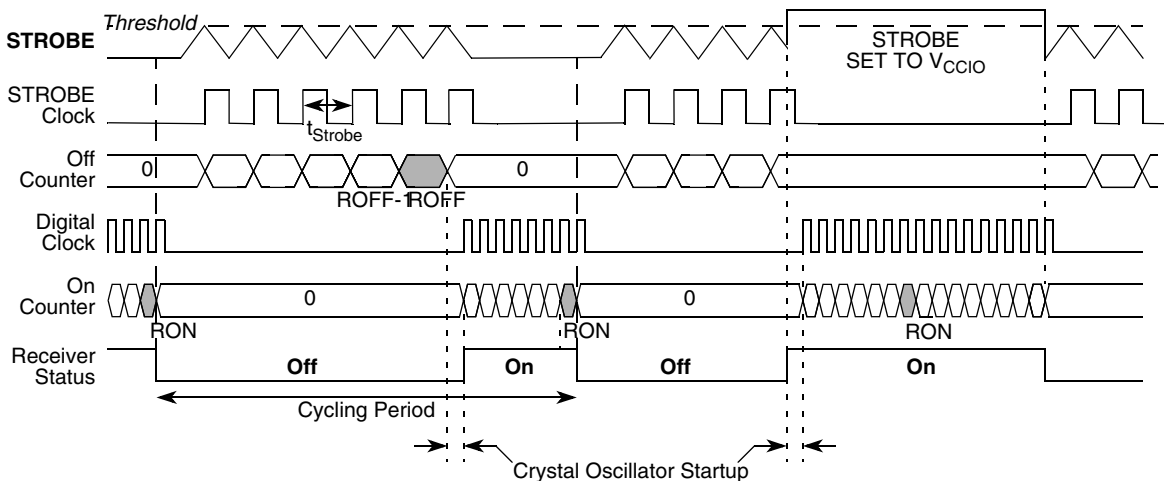 Threshold
STROBE
STROBE
SET TO VCCIO
STROBE
Clock
tStrobe
Off
Counter
0
0
ROFF-1
ROFF
Digital
Clock
On
Counter
0
0
RON
RON
RON
Receiver
Status
Off
On
Off
On
Cycling Period
Crystal Oscillator Startup